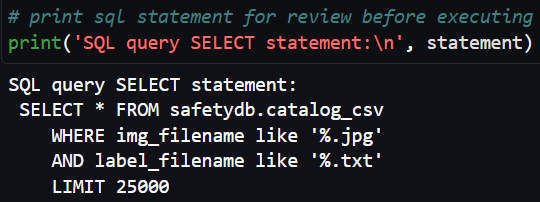 # print sql statement for review before executing
print('SQL query SELECT statement:\n', statement)
SQL query SELECT statement:
SELECT * FROM safetydb.catalog_csv
WHERE img_filename like '%.jpg'
AND label_filename like '%.txt'
LIMIT 25000